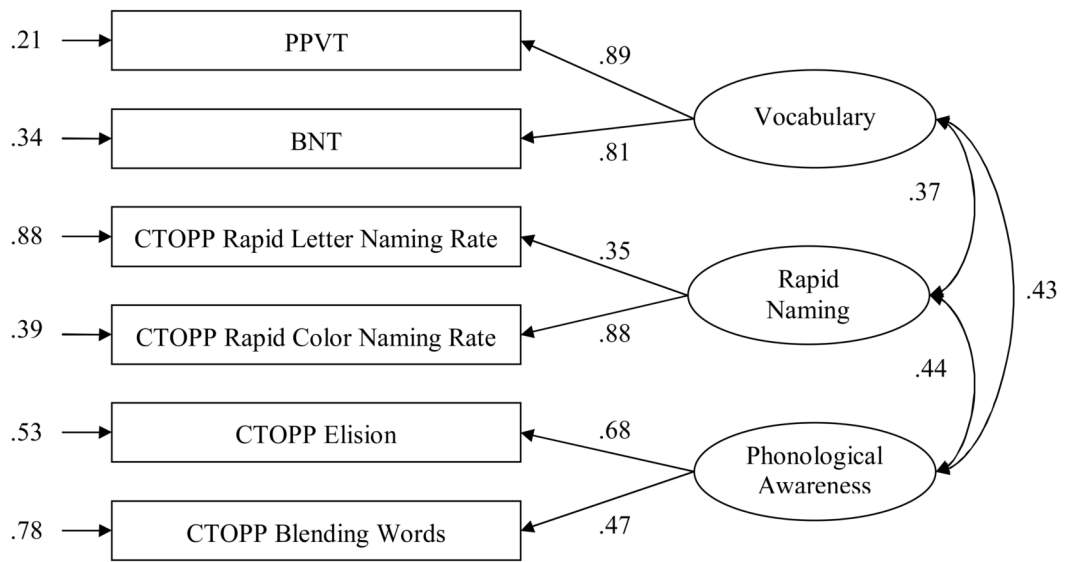 .21
PPVT
.89
Vocabulary
.34
BNT
.81
.37
.88
CTOPP Rapid Letter Naming Rate
.35
Rapid
Naming
.43
.39
CTOPP Rapid Color Naming Rate
.88
.44
.53
CTOPP Elision
.68
Phonological
Awareness
.78
CTOPP Blending Words
.47